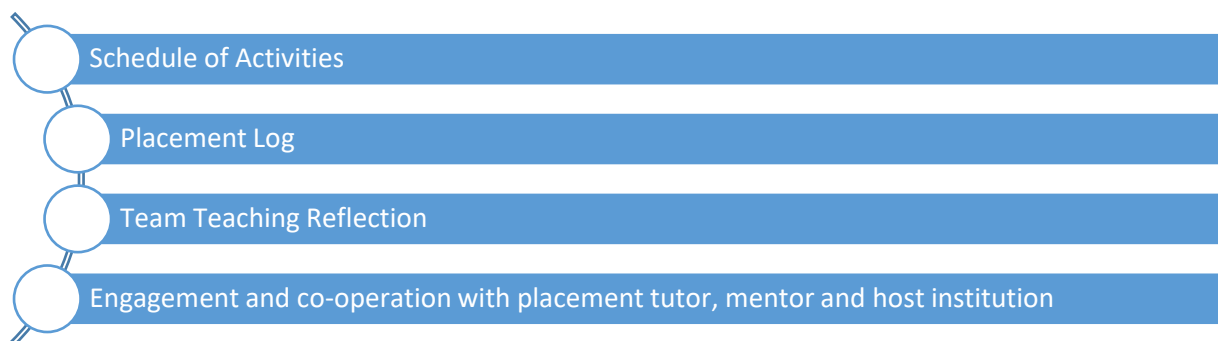 Schedule of Activities
Placement Log
Team Teaching Reflection
Engagement and co-operation with placement tutor, mentor and host institution